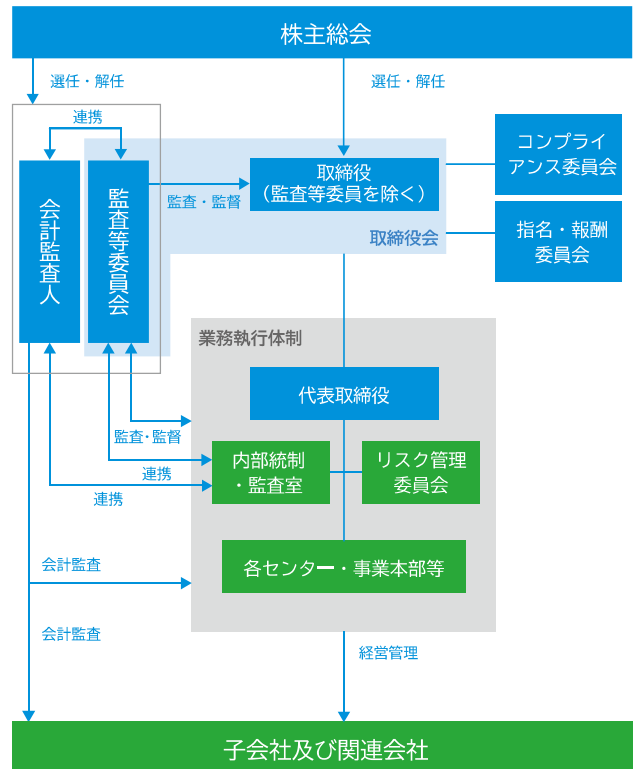 株主総会
選任・解任
選任・解任
連携
会計監査人
監査等委員会
監査・監督
取締役
（監査等委員を除く）
取締役会
コンプライ
アンス委員会
指名・報酬
委員会
業務執行体制
代表取締役
監査・監督
内部統制
・監査室
リスク管理
委員会
連携
連携
各センター・事業本部等
会計監査
会計監査
経営管理
子会社及び関連会社